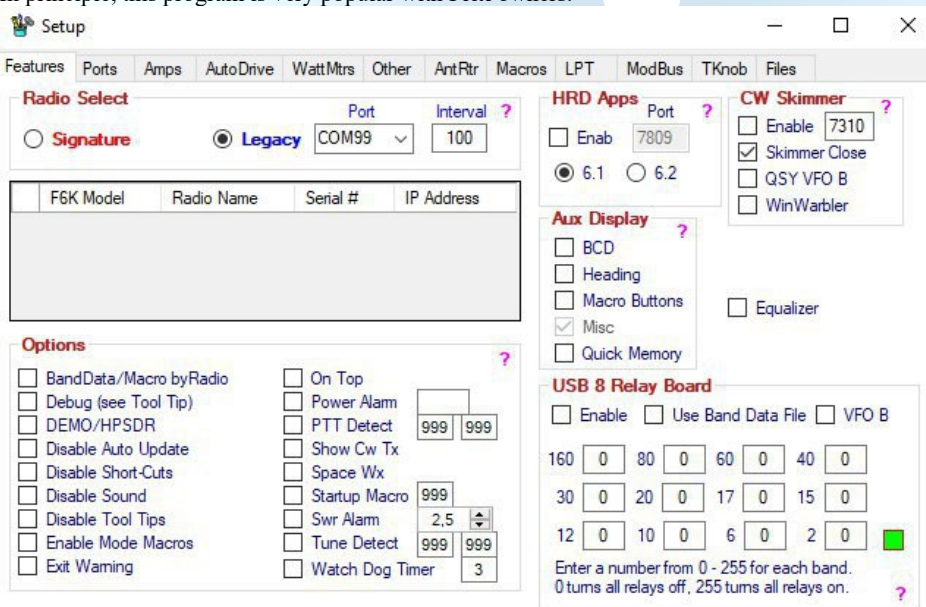 Setup
Features Ports Amps AutoDrive WattMtrs Other AntRtr Macros LPT ModBus TKnob Files
Radio Select
Port Interval ?
Signature Legacy COM99 100
F6K Model Radio Name Serial # IP Address
Options
?
BandData/Macro byRadio
Debug (see Tool Tip)
DEMO/HPSDR
Disable Auto Update
Disable Short-Cuts
Disable Sound
Disable Tool Tips
Enable Mode Macros
Exit Warning
On Top
Power Alarm
PTT Detect 999 999
Show Cw Tx
Space Wx
Startup Macro 999
Swr Alarm 2,5
Tune Detect 999 999
Watch Dog Timer 3
HRD Apps
Port ?
Enab 7809
6.1 6.2
CW Skimmer ?
Enable 7310
Skimmer Close
QSY VFO B
WinWarbler
Aux Display ?
BCD
Heading
Macro Buttons
Misc
Quick Memory
Equalizer
USB 8 Relay Board
Enable Use Band Data File VFO B
160 0 80 0 60 0 40 0
30 0 20 0 17 0 15 0
12 0 10 0 6 0 2 0
Enter a number from 0 - 255 for each band.
0 turns all relays off, 255 turns all relays on.
?